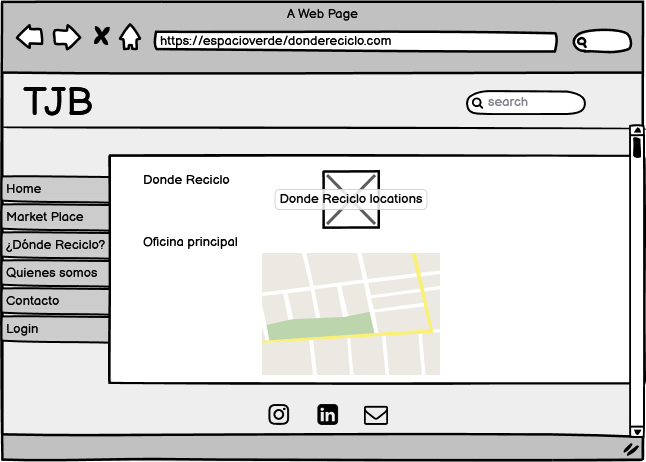 A Web Page
https://espacioverde/dondereciclo.com
TJB
search
Home
Market Place
¿Dónde Reciclo?
Quienes somos
Contacto
Login
Donde Reciclo
Donde Reciclo locations
Oficina principal